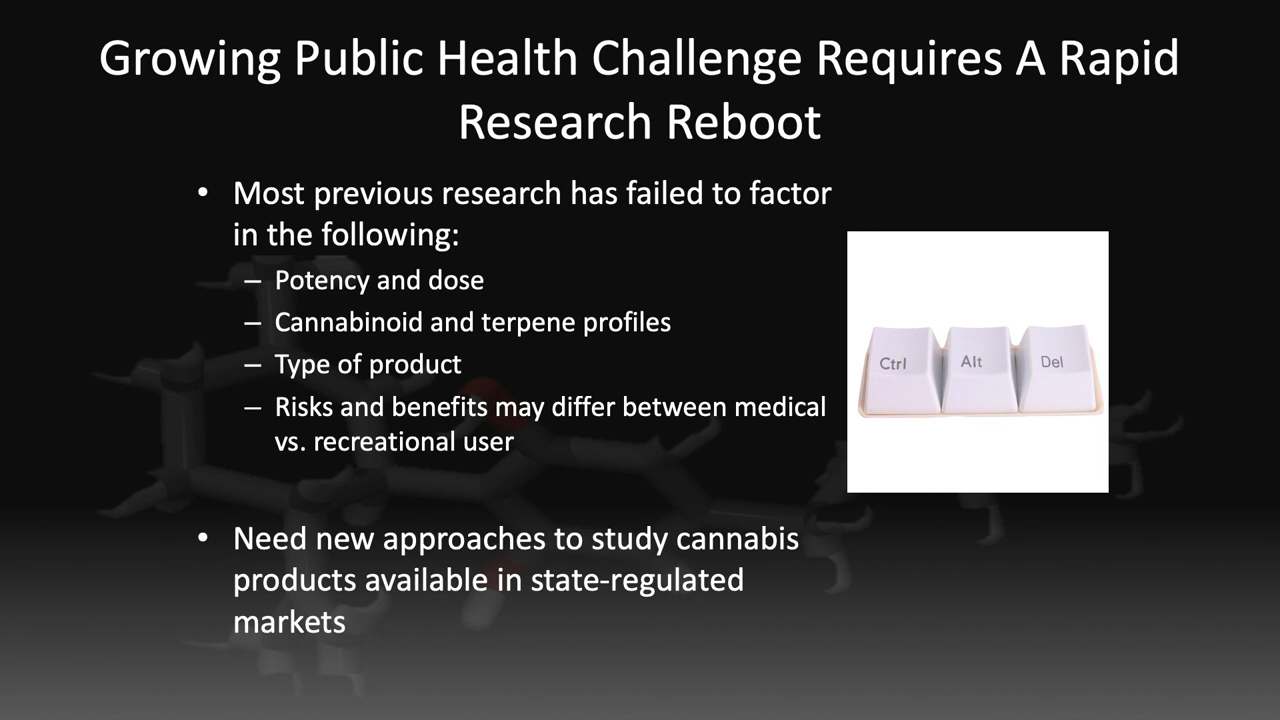 Growing Public Health Challenge Requires A Rapid
Research Reboot
• Most previous research has failed to factor
in the following:
– Potency and dose
– Cannabinoid and terpene profiles
– Type of product
– Risks and benefits may differ between medical
vs. recreational user
• Need new approaches to study cannabis
products available in state-regulated
markets
Ctrl Alt Del